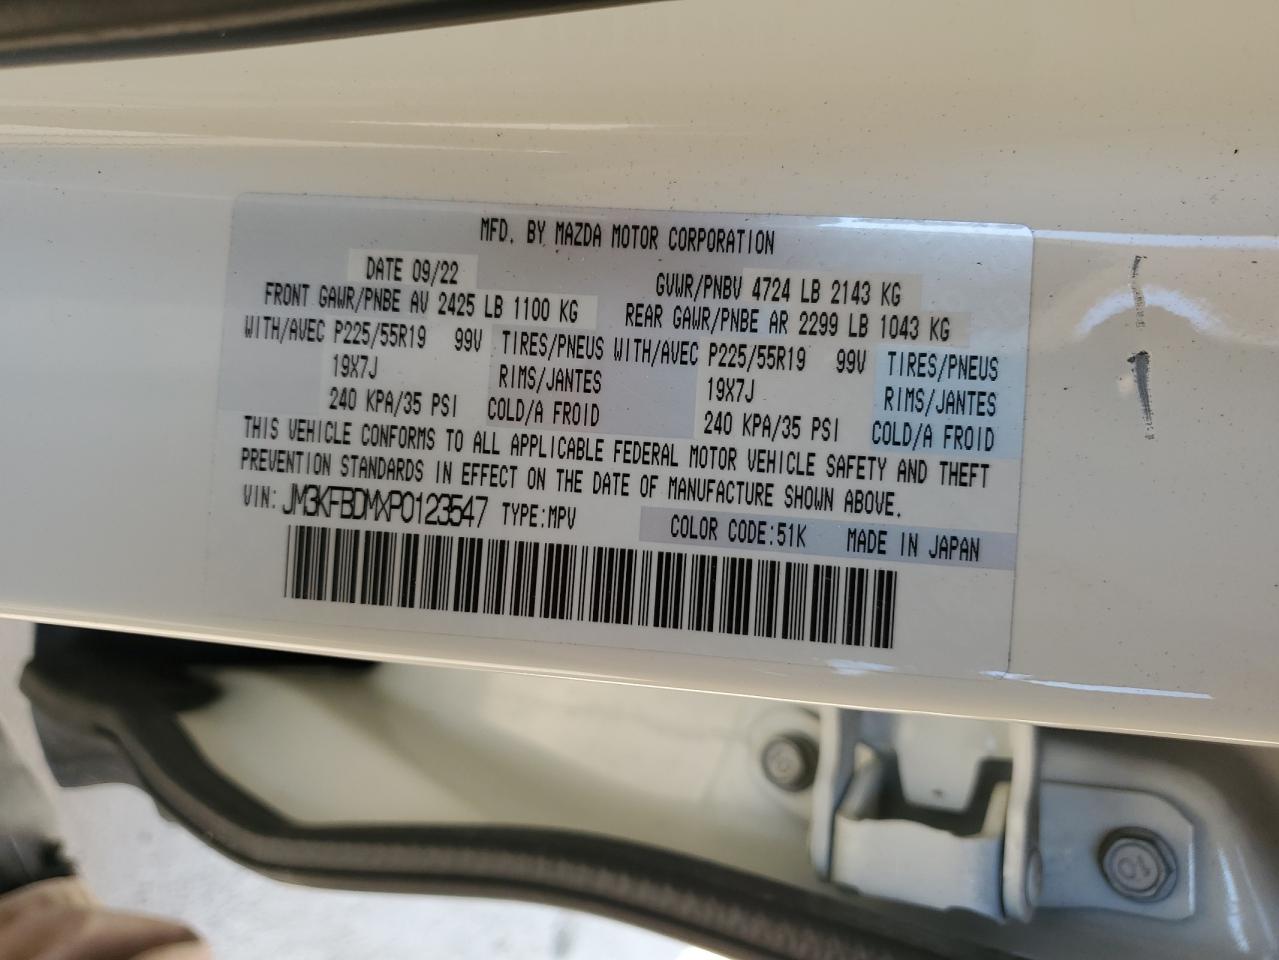 MFD. BY MAZDA MOTOR CORPORATION
DATE 09/22 GVWR/PNBV 4724 LB 2143 KG
FRONT GAWR/PNBE AV 2425 LB 1100 KG REAR GAWR/PNBE AR 2299 LB 1043 KG
WITH/AVEC P225/55R19 99V TIRES/PNEUS WITH/AVEC P225/55R19 99V TIRES/PNEUS
19X7J RIMS/JANTES 19X7J RIMS/JANTES
240 KPA/35 PSI COLD/A FROID 240 KPA/35 PSI COLD/A FROID
THIS VEHICLE CONFORMS TO ALL APPLICABLE FEDERAL MOTOR VEHICLE SAFETY AND THEFT
PREVENTION STANDARDS IN EFFECT ON THE DATE OF MANUFACTURE SHOWN ABOVE.
VIN: JM3KFBDMXP0123547 TYPE:MPV COLOR CODE:51K MADE IN JAPAN
10